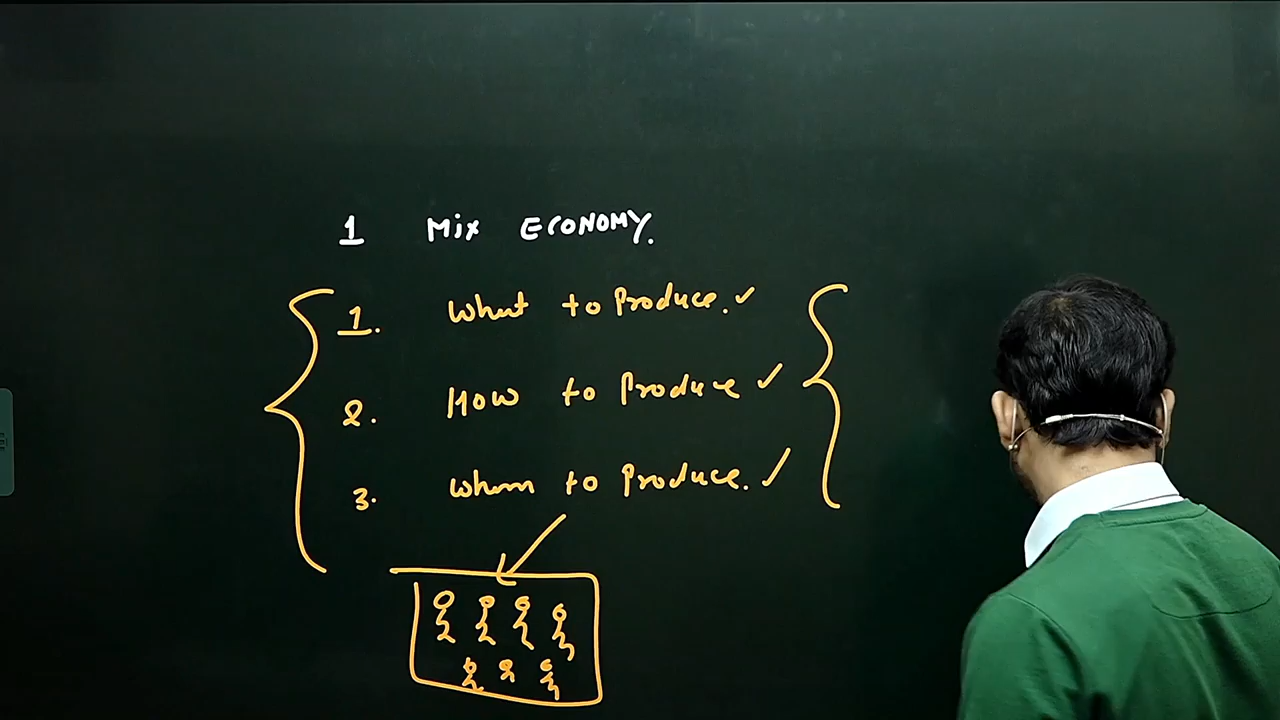 1 Mix ECONOMY.
1. What to Produce. ✓
2. How to Produce ✓
3. Whom to Produce. ✓